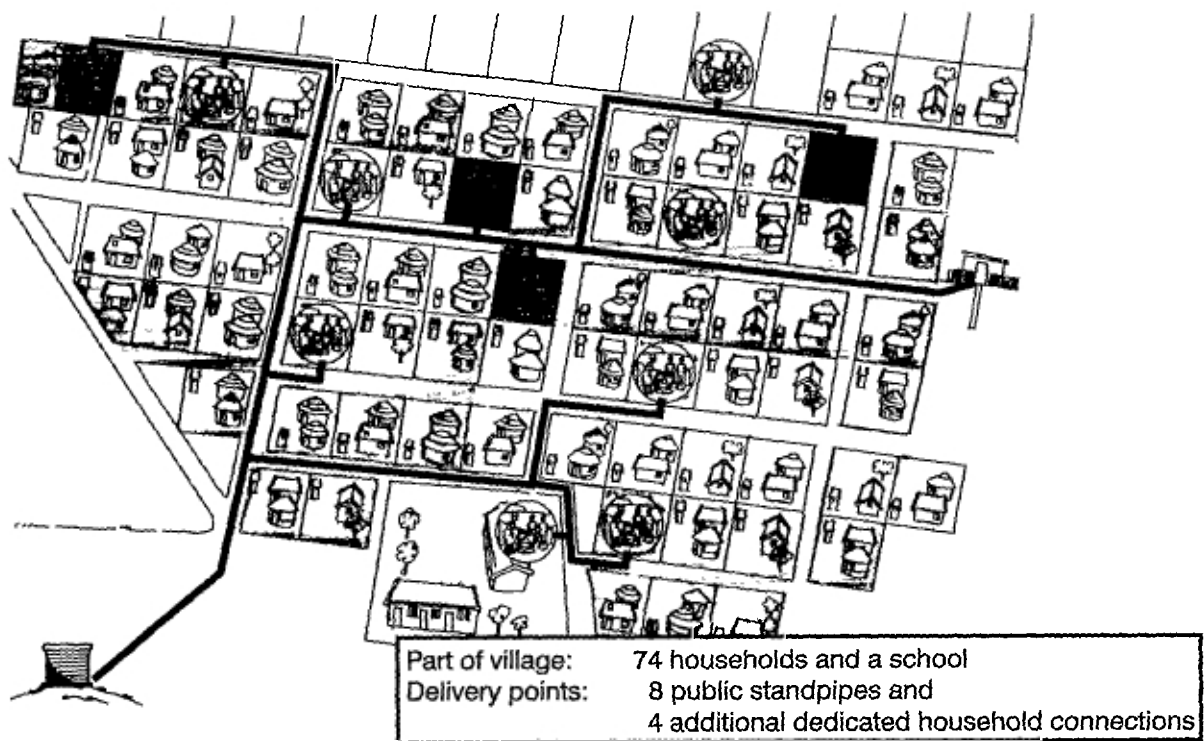 Part of village: 74 households and a school
Delivery points: 8 public standpipes and
4 additional dedicated household connections